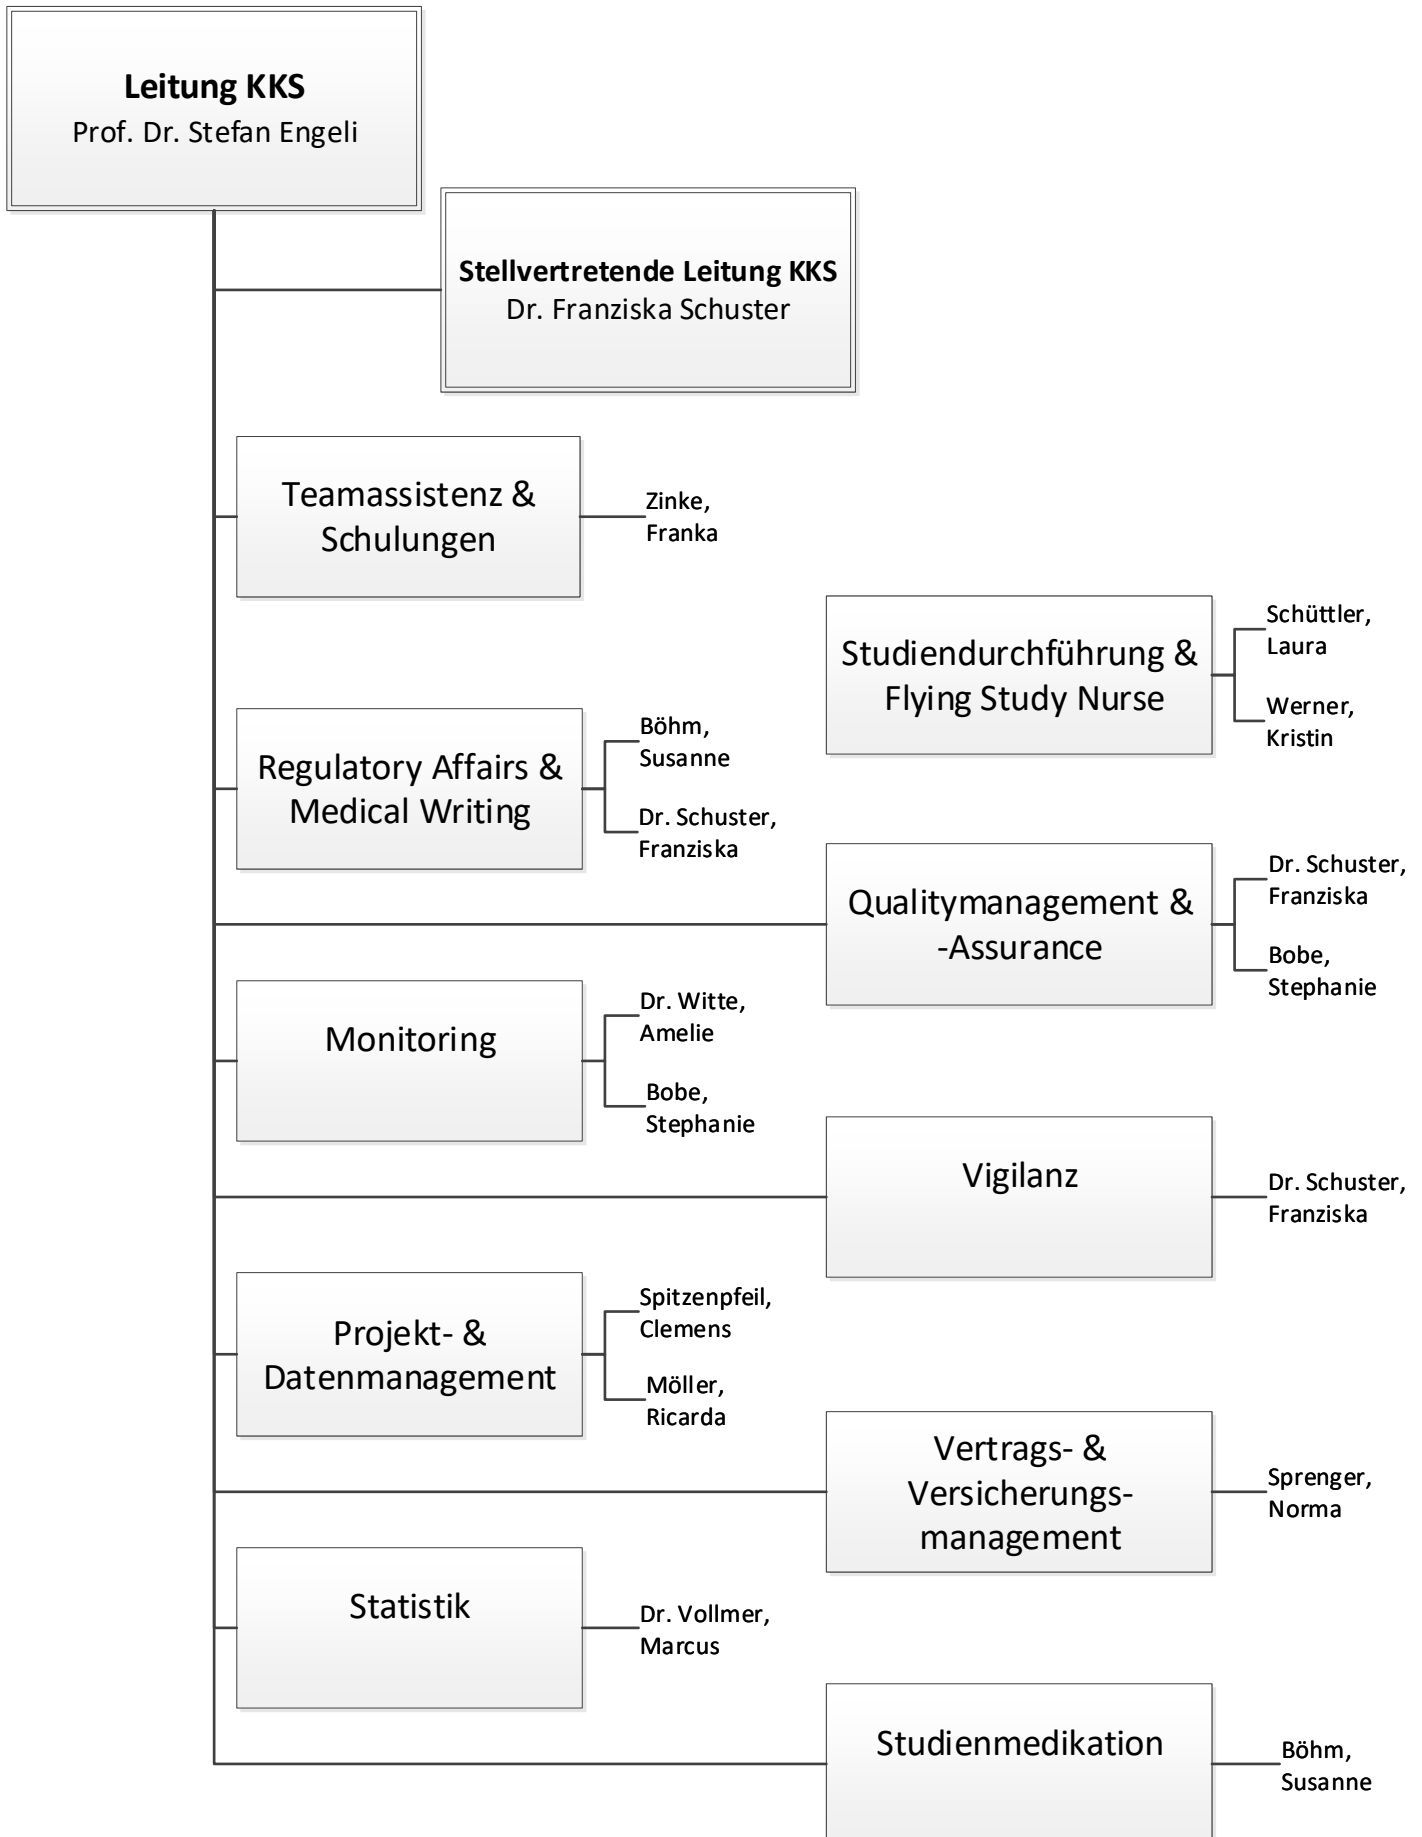 Leitung KKS
Prof. Dr. Stefan Engeli
Stellvertretende Leitung KKS
Dr. Franziska Schuster
Teamassistenz &
Schulungen
Zinke,
Franka
Studiendurchführung &
Flying Study Nurse
Schüttler,
Laura
Werner,
Kristin
Regulatory Affairs &
Medical Writing
Böhm,
Susanne
Dr. Schuster,
Franziska
Qualitymanagement &
-Assurance
Dr. Schuster,
Franziska
Bobe,
Stephanie
Monitoring
Dr. Witte,
Amelie
Bobe,
Stephanie
Vigilanz
Dr. Schuster,
Franziska
Projekt- &
Datenmanagement
Spitzenpfeil,
Clemens
Möller,
Ricarda
Vertrags- &
Versicherungs-
management
Sprenger,
Norma
Statistik
Dr. Vollmer,
Marcus
Studienmedikation
Böhm,
Susanne